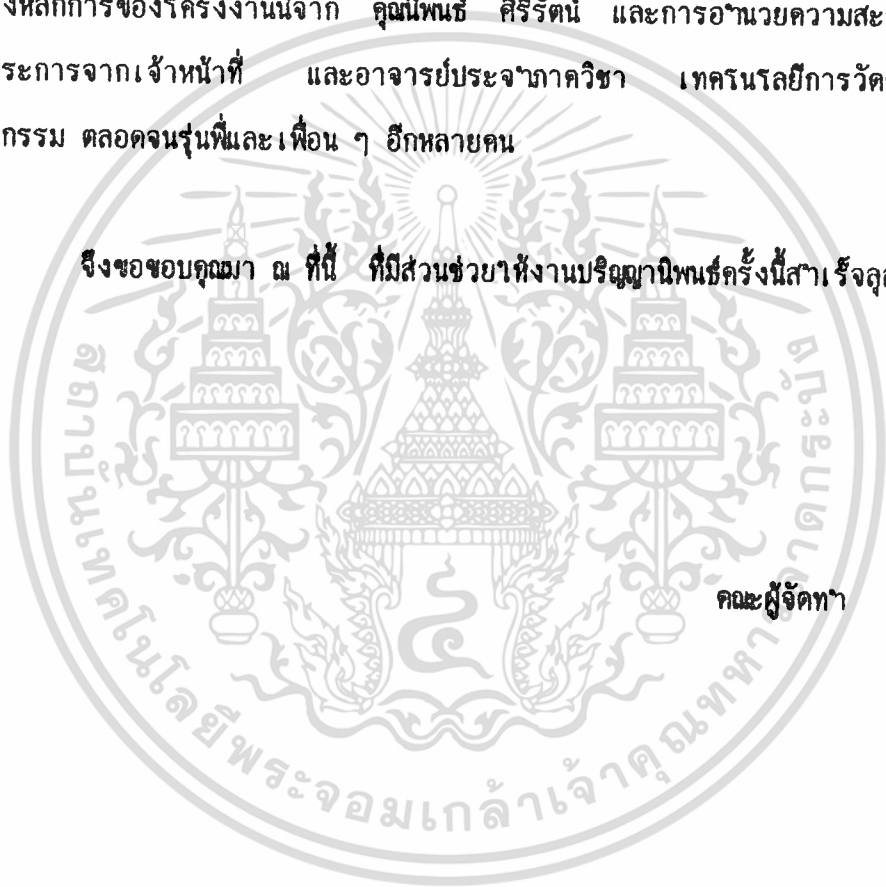 งหลักการของโครงงานนี้จาก คุณนิพนธ์ ศิริรัตน์ และการอำนวยความสะ
ระการจากเจ้าหน้าที่ และอาจารย์ประจำภาควิชา เทคโนโลยีการวัด
กรรม ตลอดจนรุ่นพี่และเพื่อน ๆ อีกหลายคน
จึงขอขอบคุณมา ณ ที่นี้ ที่มีส่วนช่วยให้งานปริญญานิพนธ์ครั้งนี้สำเร็จลุ
คณะผู้จัดทำ
สถาบันเทคโนโลยีพระจอมเกล้าเจ้าคุณทหารลาดกระบัง